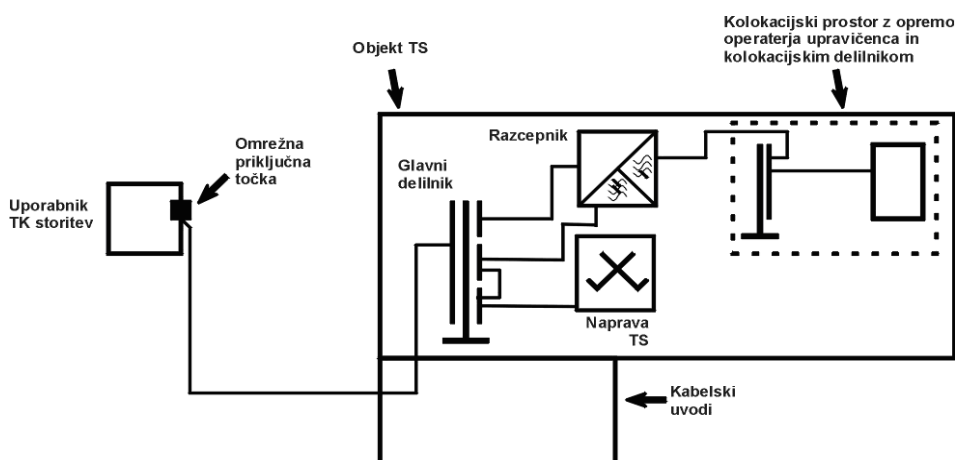 Kolokacijski prostor z opremo
operaterja upravičenca in
kolokacijskim delilnikom
Objekt TS
Razcepnik
Omrežna
priključna
točka
Glavni
delilnik
Uporabnik
TK storitev
Naprava
TS
Kabelski
uvodi